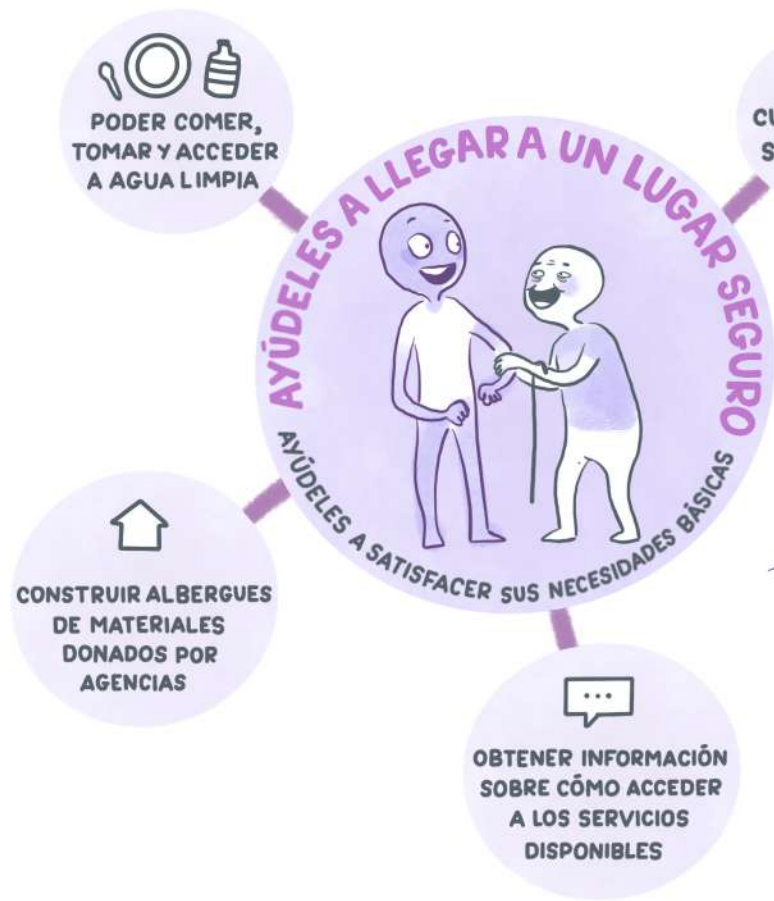 PODER COMER,
TOMAR Y ACCEDER
A AGUA LIMPIA
AYÚDELES A LLEGAR A UN LUGAR SEGURO
AYÚDELES A SATISFACER SUS NECESIDADES BÁSICAS
CONSTRUIR ALBERGUES
DE MATERIALES
DONADOS POR
AGENCIAS
OBTENER INFORMACIÓN
SOBRE CÓMO ACCEDER
A LOS SERVICIOS
DISPONIBLES